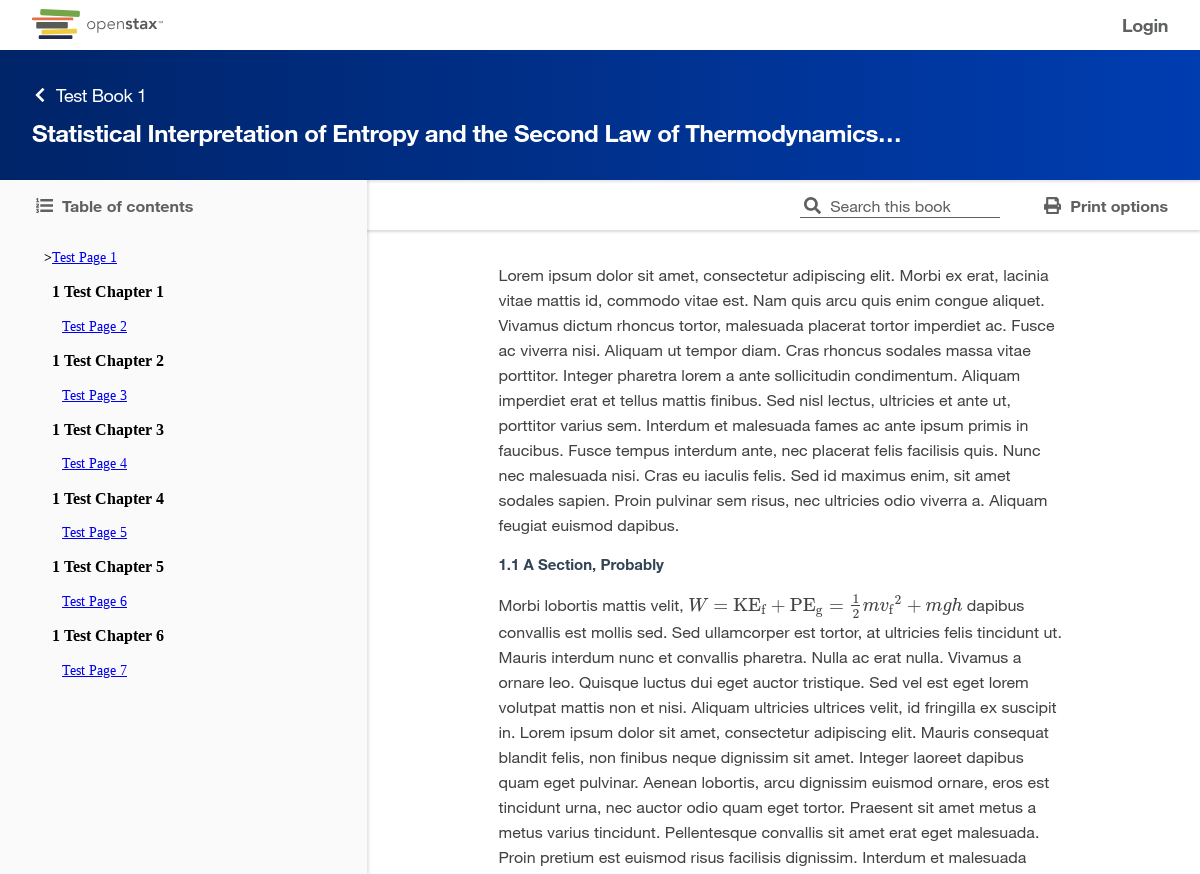 openstax™
Login
Test Book 1
Statistical Interpretation of Entropy and the Second Law of Thermodynamics…
Table of contents
Search this book
Print options
>Test Page 1
1 Test Chapter 1
Test Page 2
1 Test Chapter 2
Test Page 3
1 Test Chapter 3
Test Page 4
1 Test Chapter 4
Test Page 5
1 Test Chapter 5
Test Page 6
1 Test Chapter 6
Test Page 7
Lorem ipsum dolor sit amet, consectetur adipiscing elit. Morbi ex erat, lacinia
vitae mattis id, commodo vitae est. Nam quis arcu quis enim congue aliquet.
Vivamus dictum rhoncus tortor, malesuada placerat tortor imperdiet ac. Fusce
ac viverra nisi. Aliquam ut tempor diam. Cras rhoncus sodales massa vitae
porttitor. Integer pharetra lorem a ante sollicitudin condimentum. Aliquam
imperdiet erat et tellus mattis finibus. Sed nisl lectus, ultricies et ante ut,
porttitor varius sem. Interdum et malesuada fames ac ante ipsum primis in
faucibus. Fusce tempus interdum ante, nec placerat felis facilisis quis. Nunc
nec malesuada nisi. Cras eu iaculis felis. Sed id maximus enim, sit amet
sodales sapien. Proin pulvinar sem risus, nec ultricies odio viverra a. Aliquam
feugiat euismod dapibus.
1.1 A Section, Probably
Morbi lobortis mattis velit, W = KE_f + PE_g = 1/2 mv_f^2 + mgh dapibus
convallis est mollis sed. Sed ullamcorper est tortor, at ultricies felis tincidunt ut.
Mauris interdum nunc et convallis pharetra. Nulla ac erat nulla. Vivamus a
ornare leo. Quisque luctus dui eget auctor tristique. Sed vel est eget lorem
volutpat mattis non et nisi. Aliquam ultricies ultrices velit, id fringilla ex suscipit
in. Lorem ipsum dolor sit amet, consectetur adipiscing elit. Mauris consequat
blandit felis, non finibus neque dignissim sit amet. Integer laoreet dapibus
quam eget pulvinar. Aenean lobortis, arcu dignissim euismod ornare, eros est
tincidunt urna, nec auctor odio quam eget tortor. Praesent sit amet metus a
metus varius tincidunt. Pellentesque convallis sit amet erat eget malesuada.
Proin pretium est euismod risus facilisis dignissim. Interdum et malesuada